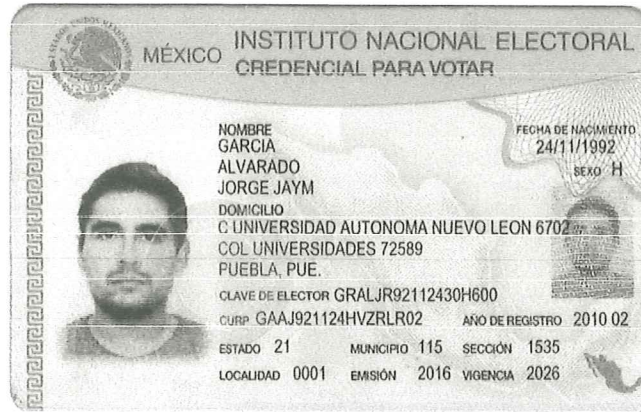 MÉXICO
INSTITUTO NACIONAL ELECTORAL
CREDENCIAL PARA VOTAR
NOMBRE
GARCIA
ALVARADO
JORGE JAYM
FECHA DE NACIMIENTO
24/11/1992
SEXO H
DOMICILIO
C UNIVERSIDAD AUTONOMA NUEVO LEON 6702
COL UNIVERSIDADES 72589
PUEBLA, PUE.
CLAVE DE ELECTOR GRALJR92112430H600
CURP GAAJ921124HVZRLR02 AÑO DE REGISTRO 2010 02
ESTADO 21 MUNICIPIO 115 SECCIÓN 1535
LOCALIDAD 0001 EMISIÓN 2016 VIGENCIA 2026